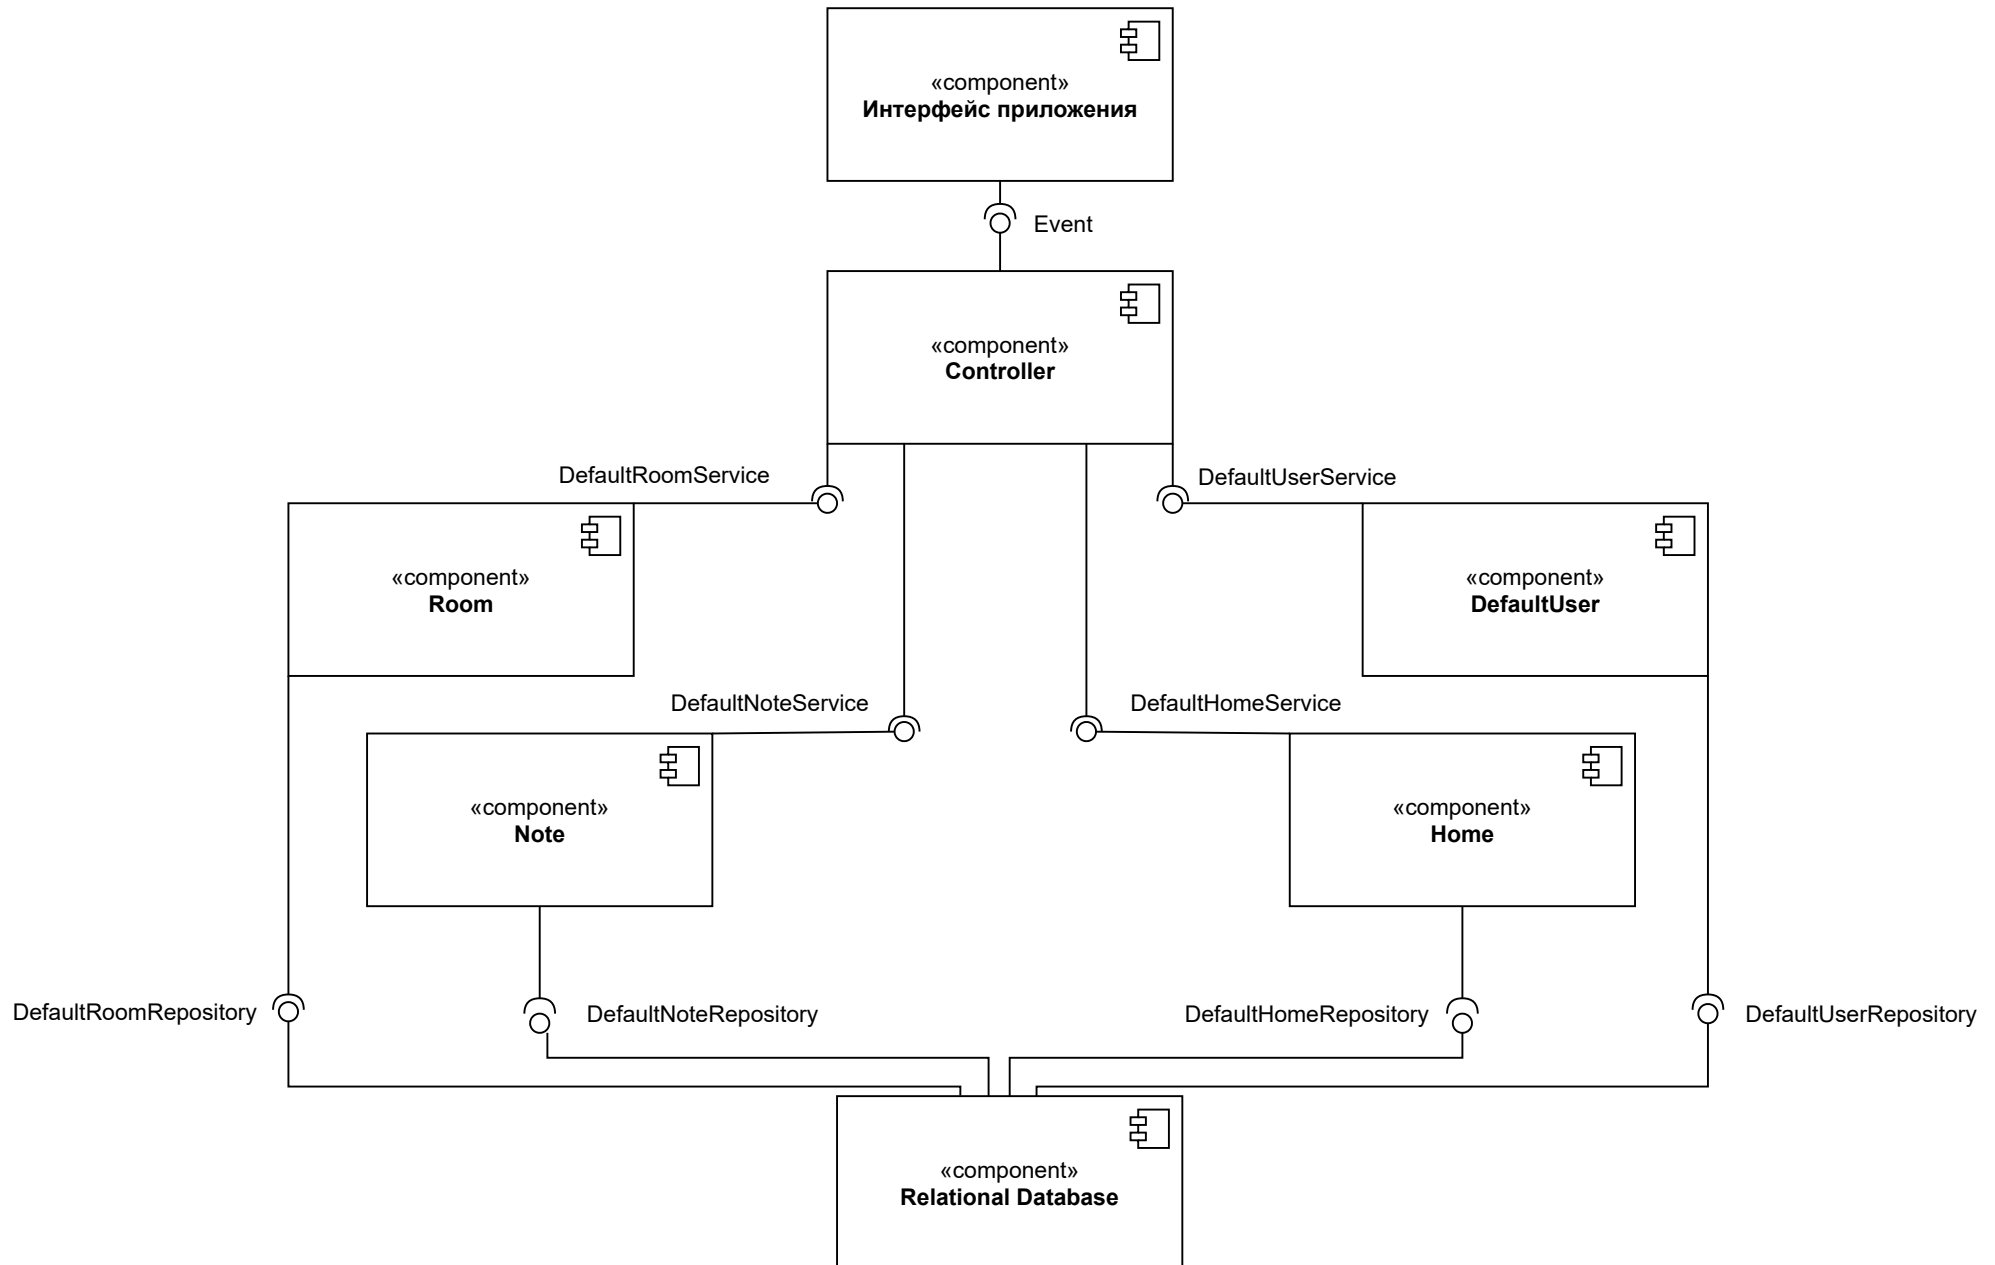 «component»
Интерфейс приложения
Event
«component»
Controller
DefaultRoomService
DefaultUserService
«component»
Room
«component»
DefaultUser
DefaultNoteService
DefaultHomeService
«component»
Note
«component»
Home
DefaultRoomRepository
DefaultNoteRepository
DefaultHomeRepository
DefaultUserRepository
«component»
Relational Database